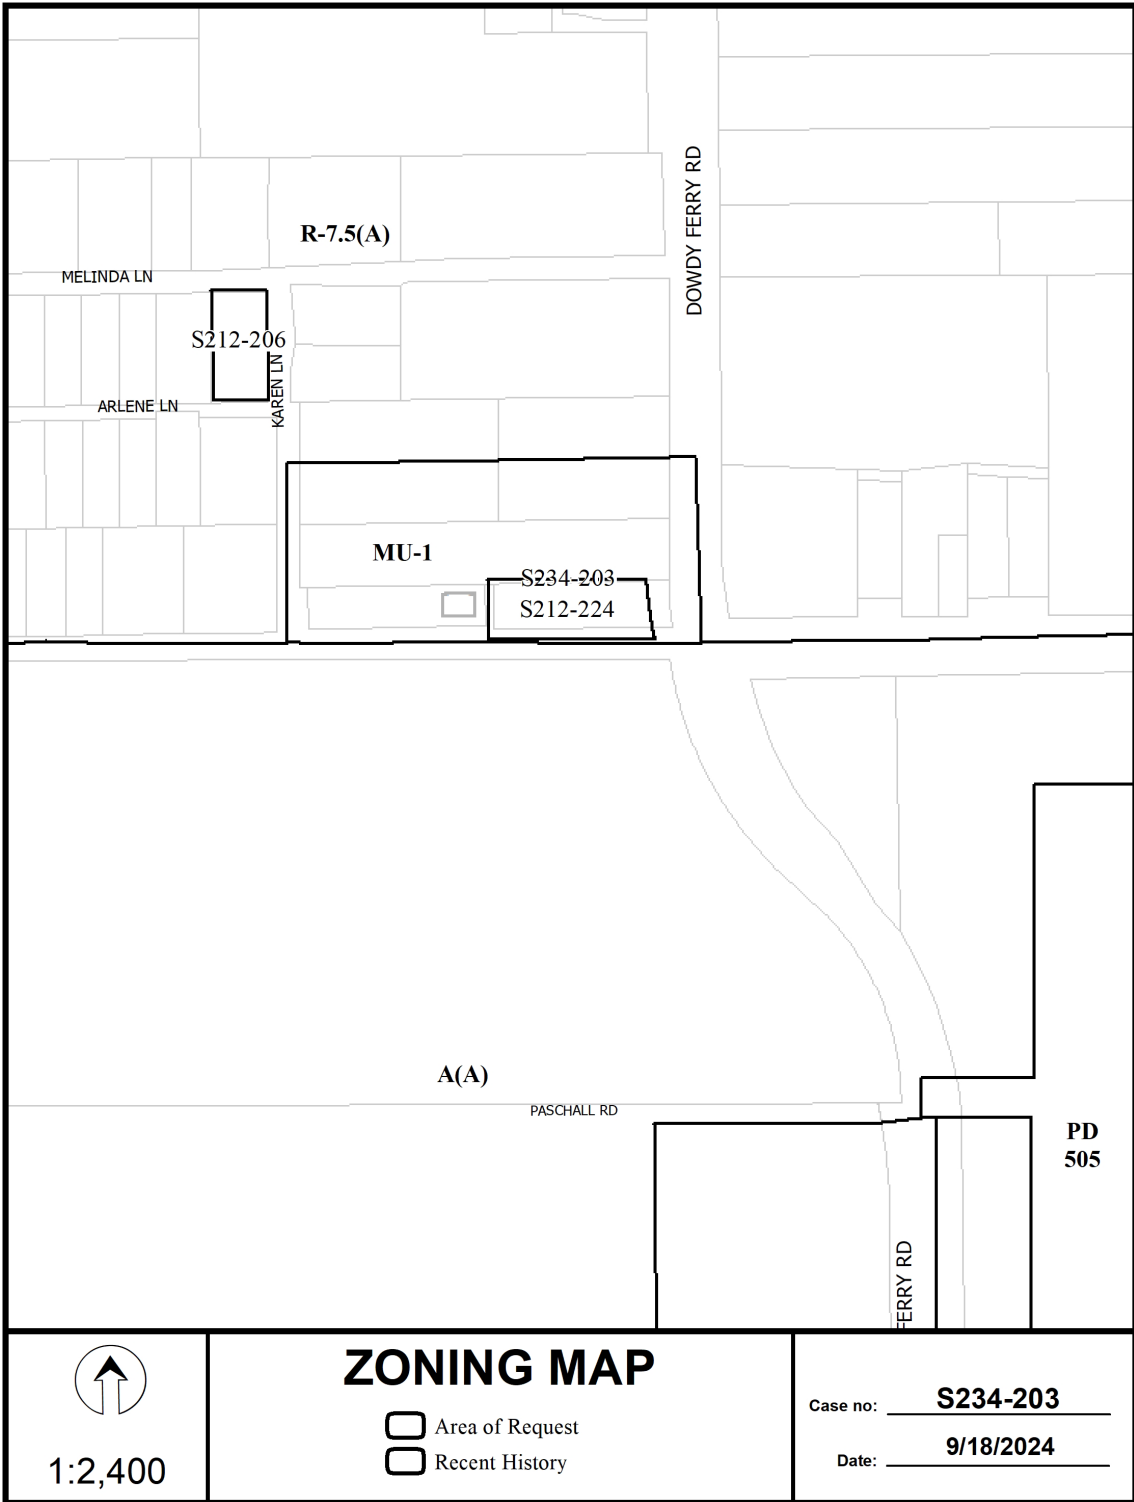 DOWDY FERRY RD
R-7.5(A)
MELINDA LN
S212-206
KAREN LN
ARLENE LN
MU-1
S234-203
S212-224
A(A)
PASCHALL RD
PD
505
FERRY RD
1:2,400
ZONING MAP
Area of Request
Recent History
Case no: S234-203
Date: 9/18/2024